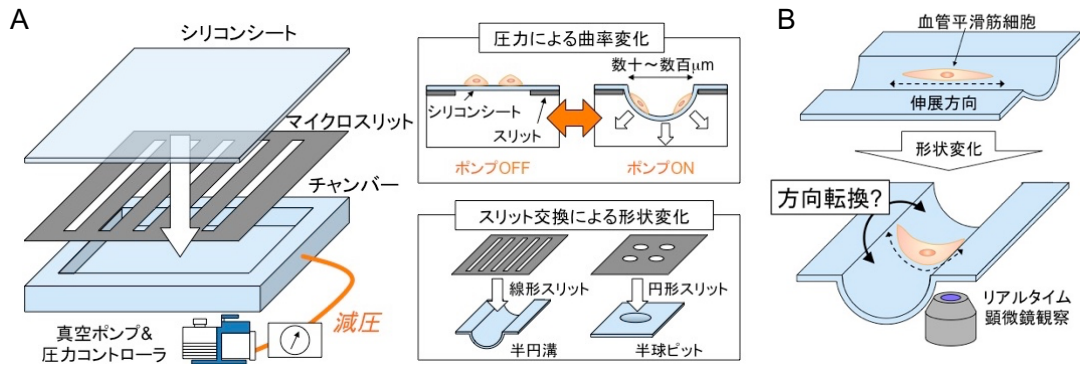 A
シリコンシート
マイクロスリット
チャンバー
真空ポンプ&
圧力コントローラ
減圧
圧力による曲率変化
数十～数百μm
シリコンシート
スリット
ポンプOFF
ポンプON
スリット交換による形状変化
線形スリット
円形スリット
半円溝
半球ピット
B
血管平滑筋細胞
伸展方向
形状変化
方向転換?
リアルタイム
顕微鏡観察